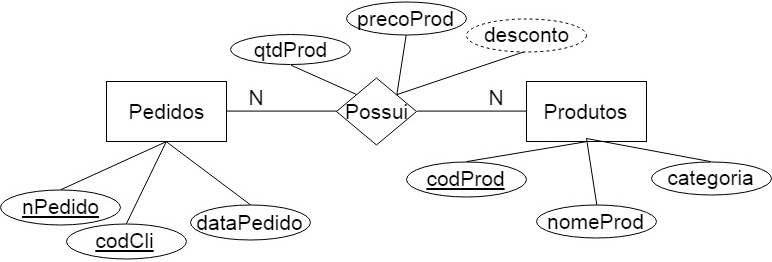 precoProd
desconto
qtdProd
Pedidos
N
Possui
N
Produtos
nPedido
codCli
dataPedido
codProd
nomeProd
categoria